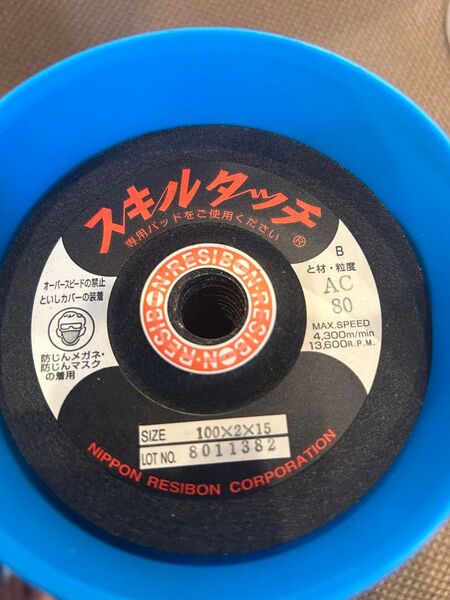 スキルタッチ®
専用パッドをご使用ください
RESIBON・RESIBON・RESIBON
オーバースピードの禁止
といしカバーの装着
防じんメガネ・
防じんマスク
の着用
B
と材・粒度
AC
80
MAX.SPEED
4,300m/min
13,600R.P.M.
SIZE 100×2×15
LOT NO. 8011382
NIPPON RESIBON CORPORATION